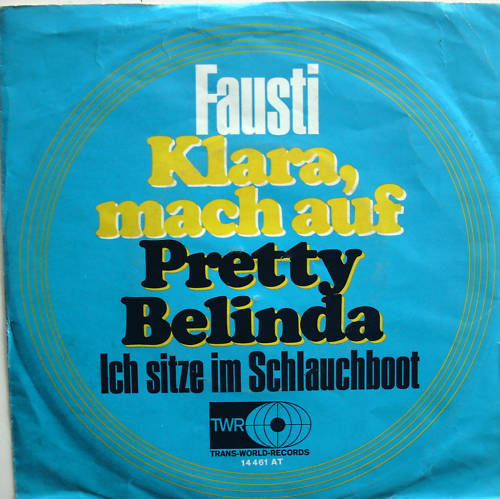 Fausti
Klara,
mach auf
Pretty
Belinda
Ich sitze im Schlauchboot
TWR
TRANS-WORLD-RECORDS
14 461 AT